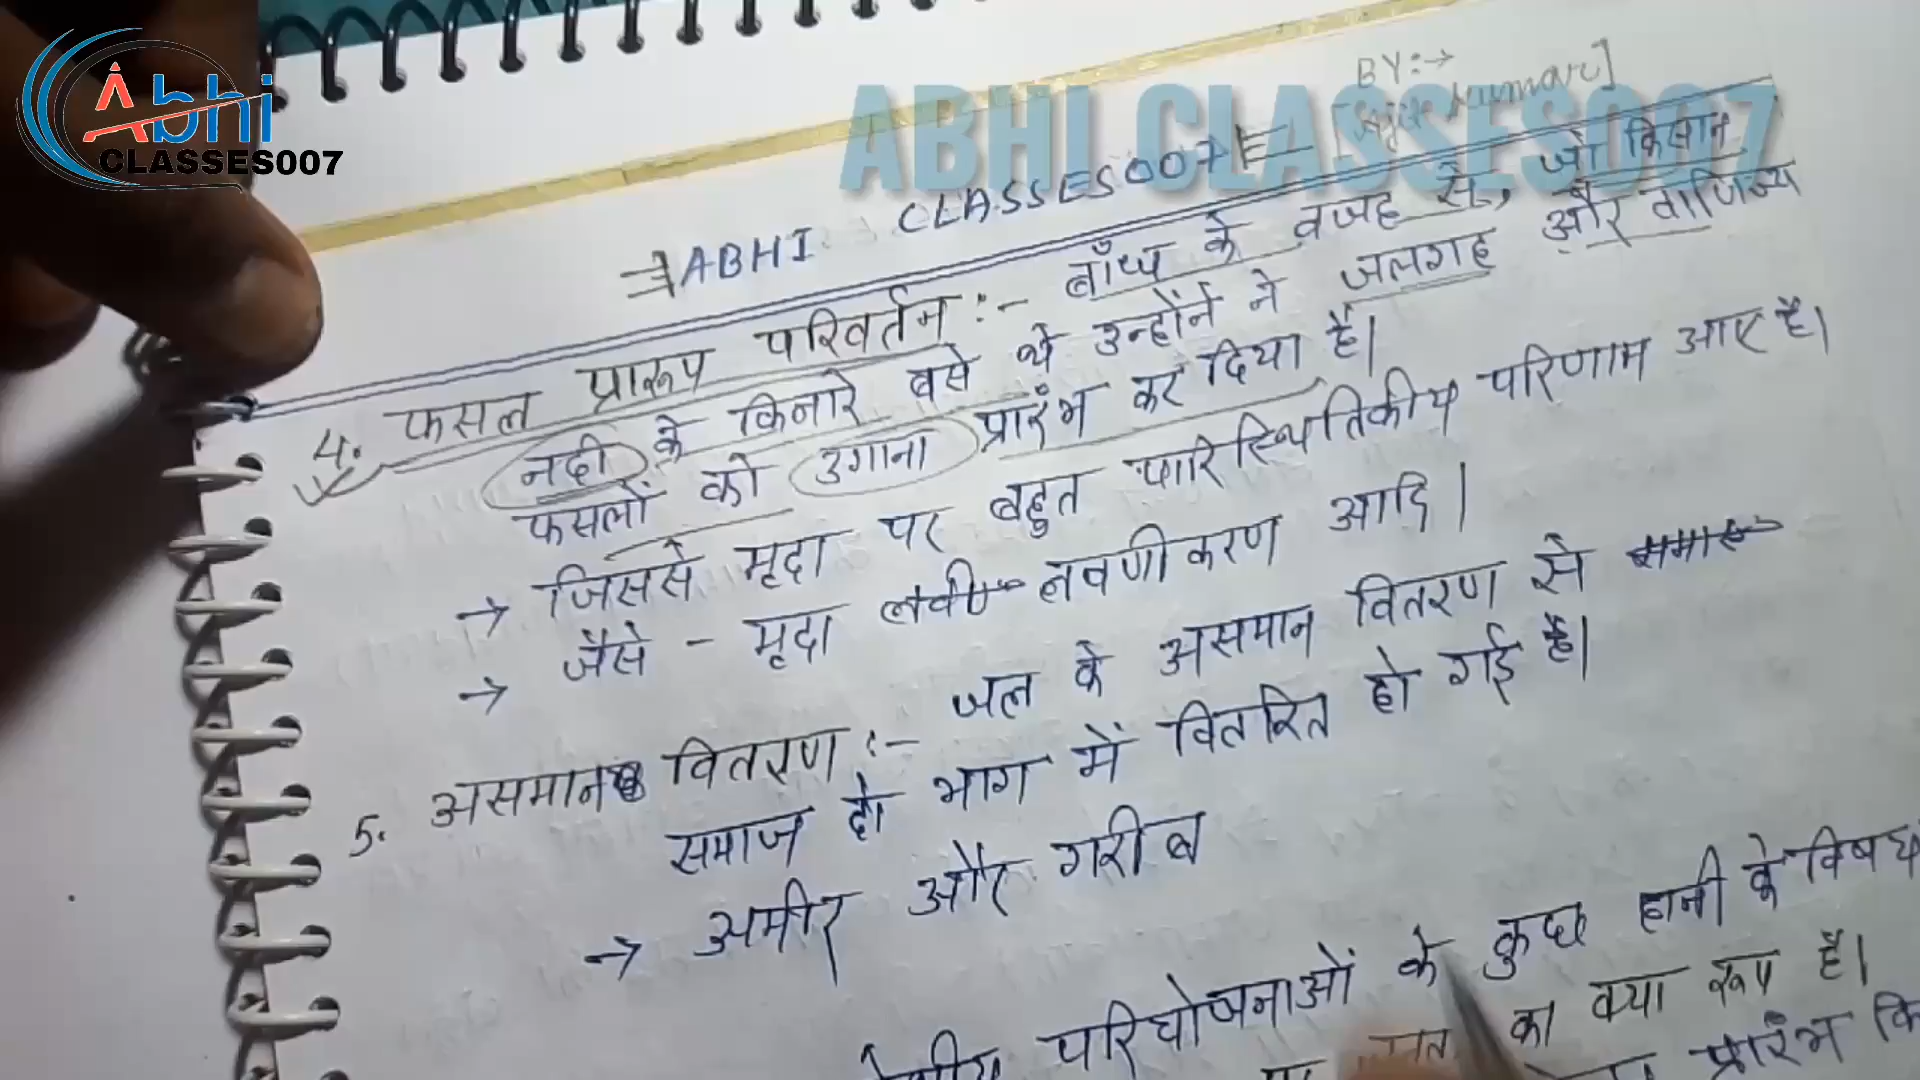 Abhi
CLASSES007
ABHI CLASSES007
BY:→
kumar]
→ABHI CLASSES007
4. फसल प्रारूप परिवर्तन :- बाँध के वजह से, जो किसान
नदी के किनारे बसे थे उन्होंने ने जलगह और वाणिज्य
फसलों को उगाना प्रारंभ कर दिया है।
→ जिससे मृदा पर बहुत पारिस्थितिकीय परिणाम आए है।
→ जैसे - मृदा लवणीकरण आदि।
5. असमान वितरण :- जल के असमान वितरण से
समाज दो भाग में वितरित हो गई है।
→ अमीर और गरीब
परियोजनाओं के कुछ हानी के विषय
का क्या रूप है।
प्रारंभ कि